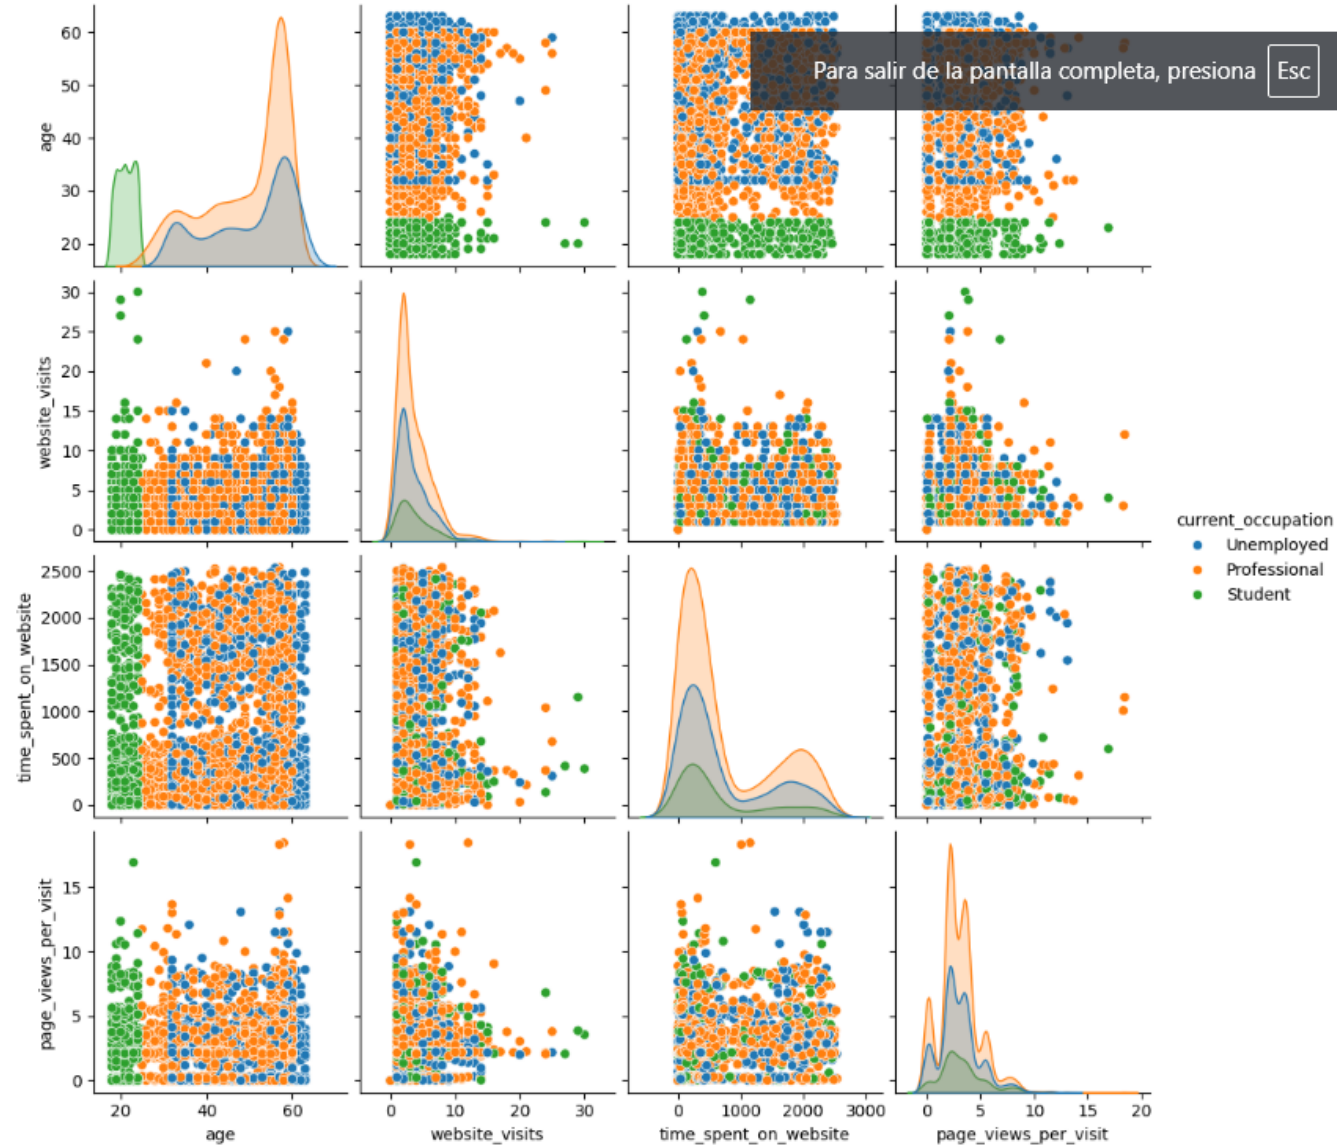 60
50
40
30
20
age
Para salir de la pantalla completa, presiona Esc
30
25
20
15
10
5
0
website_visits
current_occupation
Unemployed
Professional
Student
2500
2000
1500
1000
500
0
time_spent_on_website
15
10
5
0
page_views_per_visit
20 40 60
0 10 20 30
0 1000 2000 3000
0 5 10 15 20
age
website_visits
time_spent_on_website
page_views_per_visit